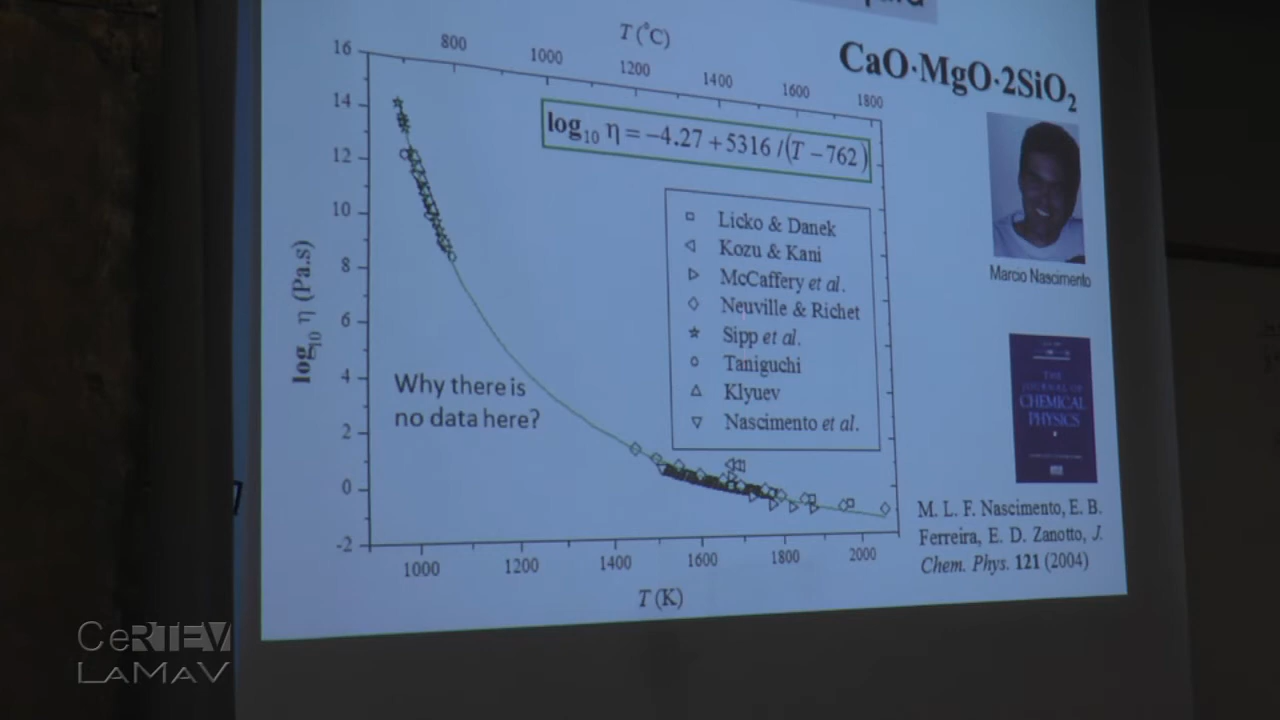 T (°C)
800 1000 1200 1400 1600 1800
CaO·MgO·2SiO₂
16
14
12
10
8
6
4
2
0
-2
log₁₀ η (Pa.s)
log₁₀ η = −4.27 + 5316 / (T − 762)
Licko & Danek
Kozu & Kani
McCaffery et al.
Neuville & Richet
Sipp et al.
Taniguchi
Klyuev
Nascimento et al.
Why there is
no data here?
1000 1200 1400 1600 1800 2000
T (K)
Marcio Nascimento
THE
JOURNAL OF
CHEMICAL
PHYSICS
M. L. F. Nascimento, E. B.
Ferreira, E. D. Zanotto, J.
Chem. Phys. 121 (2004)
CeRTEV
LaMaV